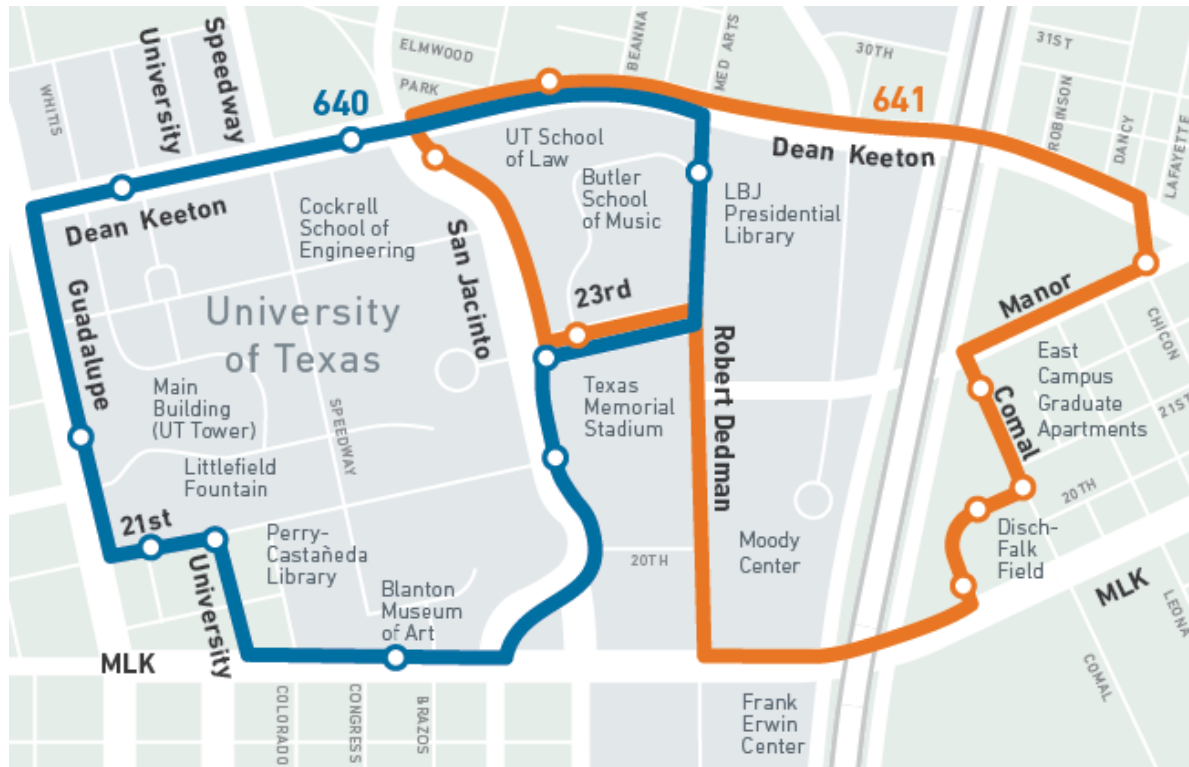 University
Speedway
WHITIS
ELMWOOD
PARK
BEANNA
MED ARTS
30TH
31ST
ROBINSON
DANCY
LAFAYETTE
640
641
Dean Keeton
Dean Keeton
UT School
of Law
Butler
School
of Music
LBJ
Presidential
Library
Cockrell
School of
Engineering
San Jacinto
Guadalupe
University
of Texas
23rd
Manor
CHICON
Main
Building
(UT Tower)
SPEEDWAY
Texas
Memorial
Stadium
Robert Dedman
Comal
East
Campus
Graduate
Apartments
21ST
Littlefield
Fountain
21st
University
Perry-
Castañeda
Library
20TH
Moody
Center
20TH
Disch-
Falk
Field
Blanton
Museum
of Art
MLK
MLK
LEONA
COMAL
COLORADO
CONGRESS
BRAZOS
Frank
Erwin
Center